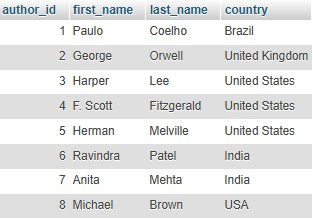 author_id first_name last_name country
1 Paulo Coelho Brazil
2 George Orwell United Kingdom
3 Harper Lee United States
4 F. Scott Fitzgerald United States
5 Herman Melville United States
6 Ravindra Patel India
7 Anita Mehta India
8 Michael Brown USA